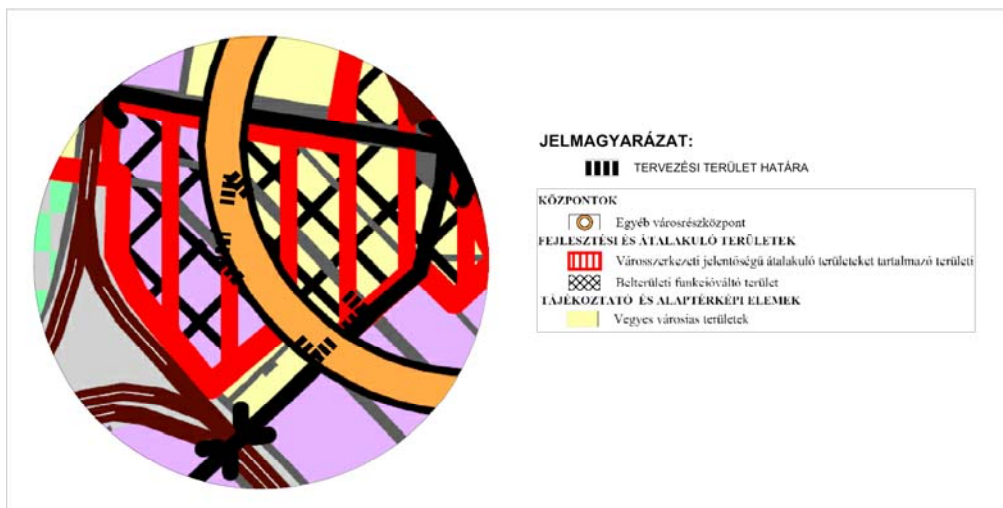 JELMAGYARÁZAT:
TERVEZÉSI TERÜLET HATÁRA
KÖZPONTOK
Egyéb városrészközpont
FEJLESZTÉSI ÉS ÁTALAKULÓ TERÜLETEK
Városszerkezeti jelentőségű átalakuló területeket tartalmazó területi
Belterületi funkcióváltó terület
TÁJÉKOZTATÓ ÉS ALAPTÉRKÉPI ELEMEK
Vegyes városias területek